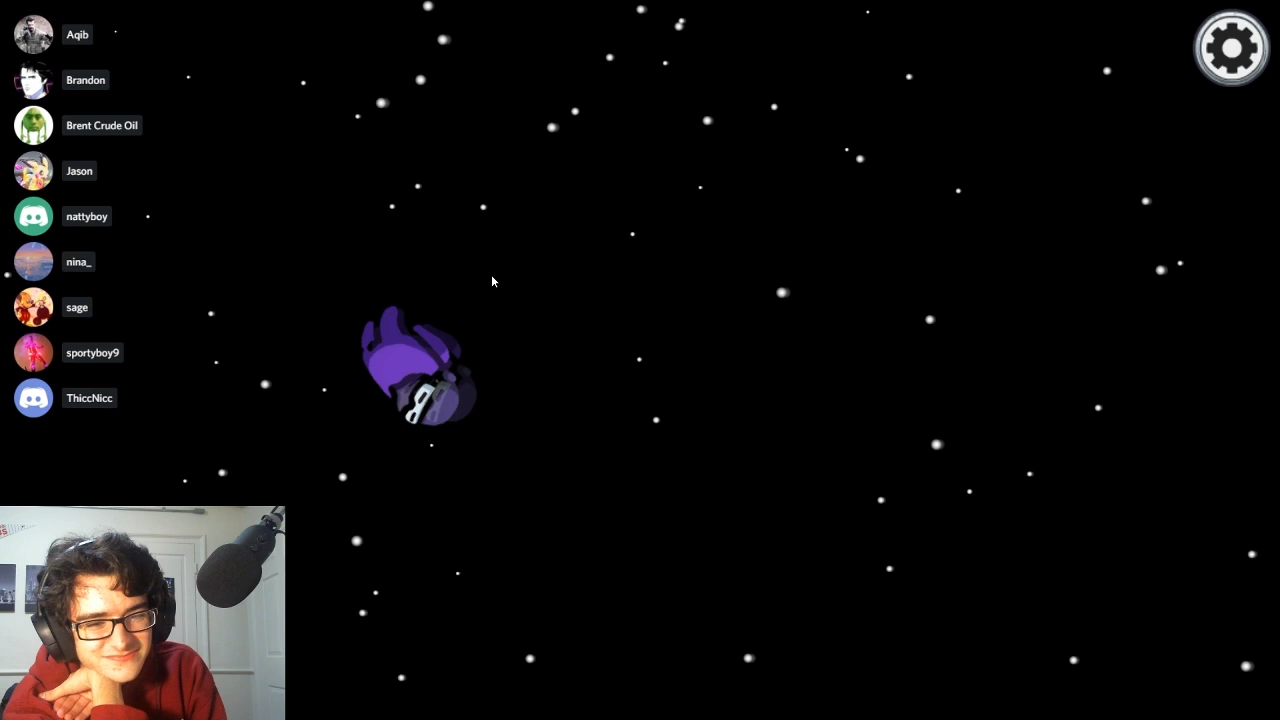 Aqib
Brandon
Brent Crude Oil
Jason
nattyboy
nina_
sage
sportyboy9
ThiccNicc